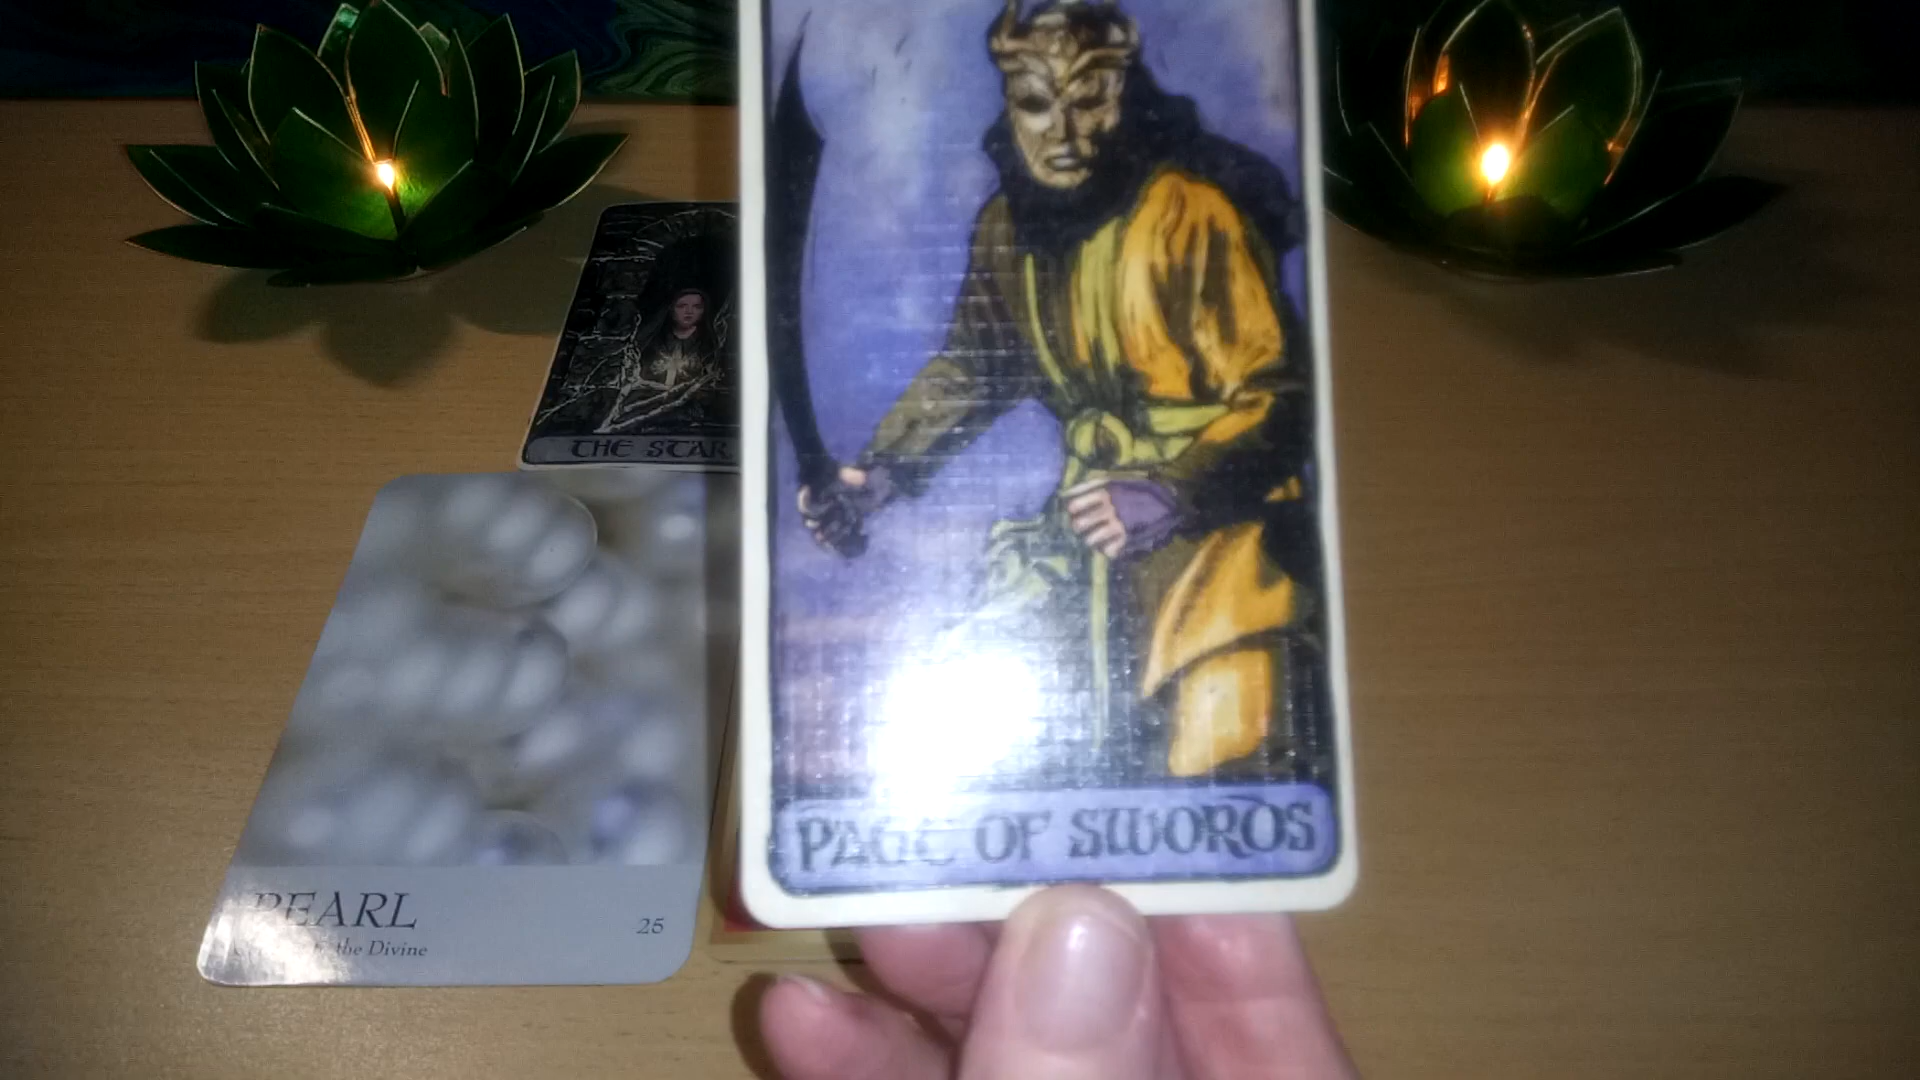 THE STAR
PAGE OF SWORDS
PEARL
25
the Divine